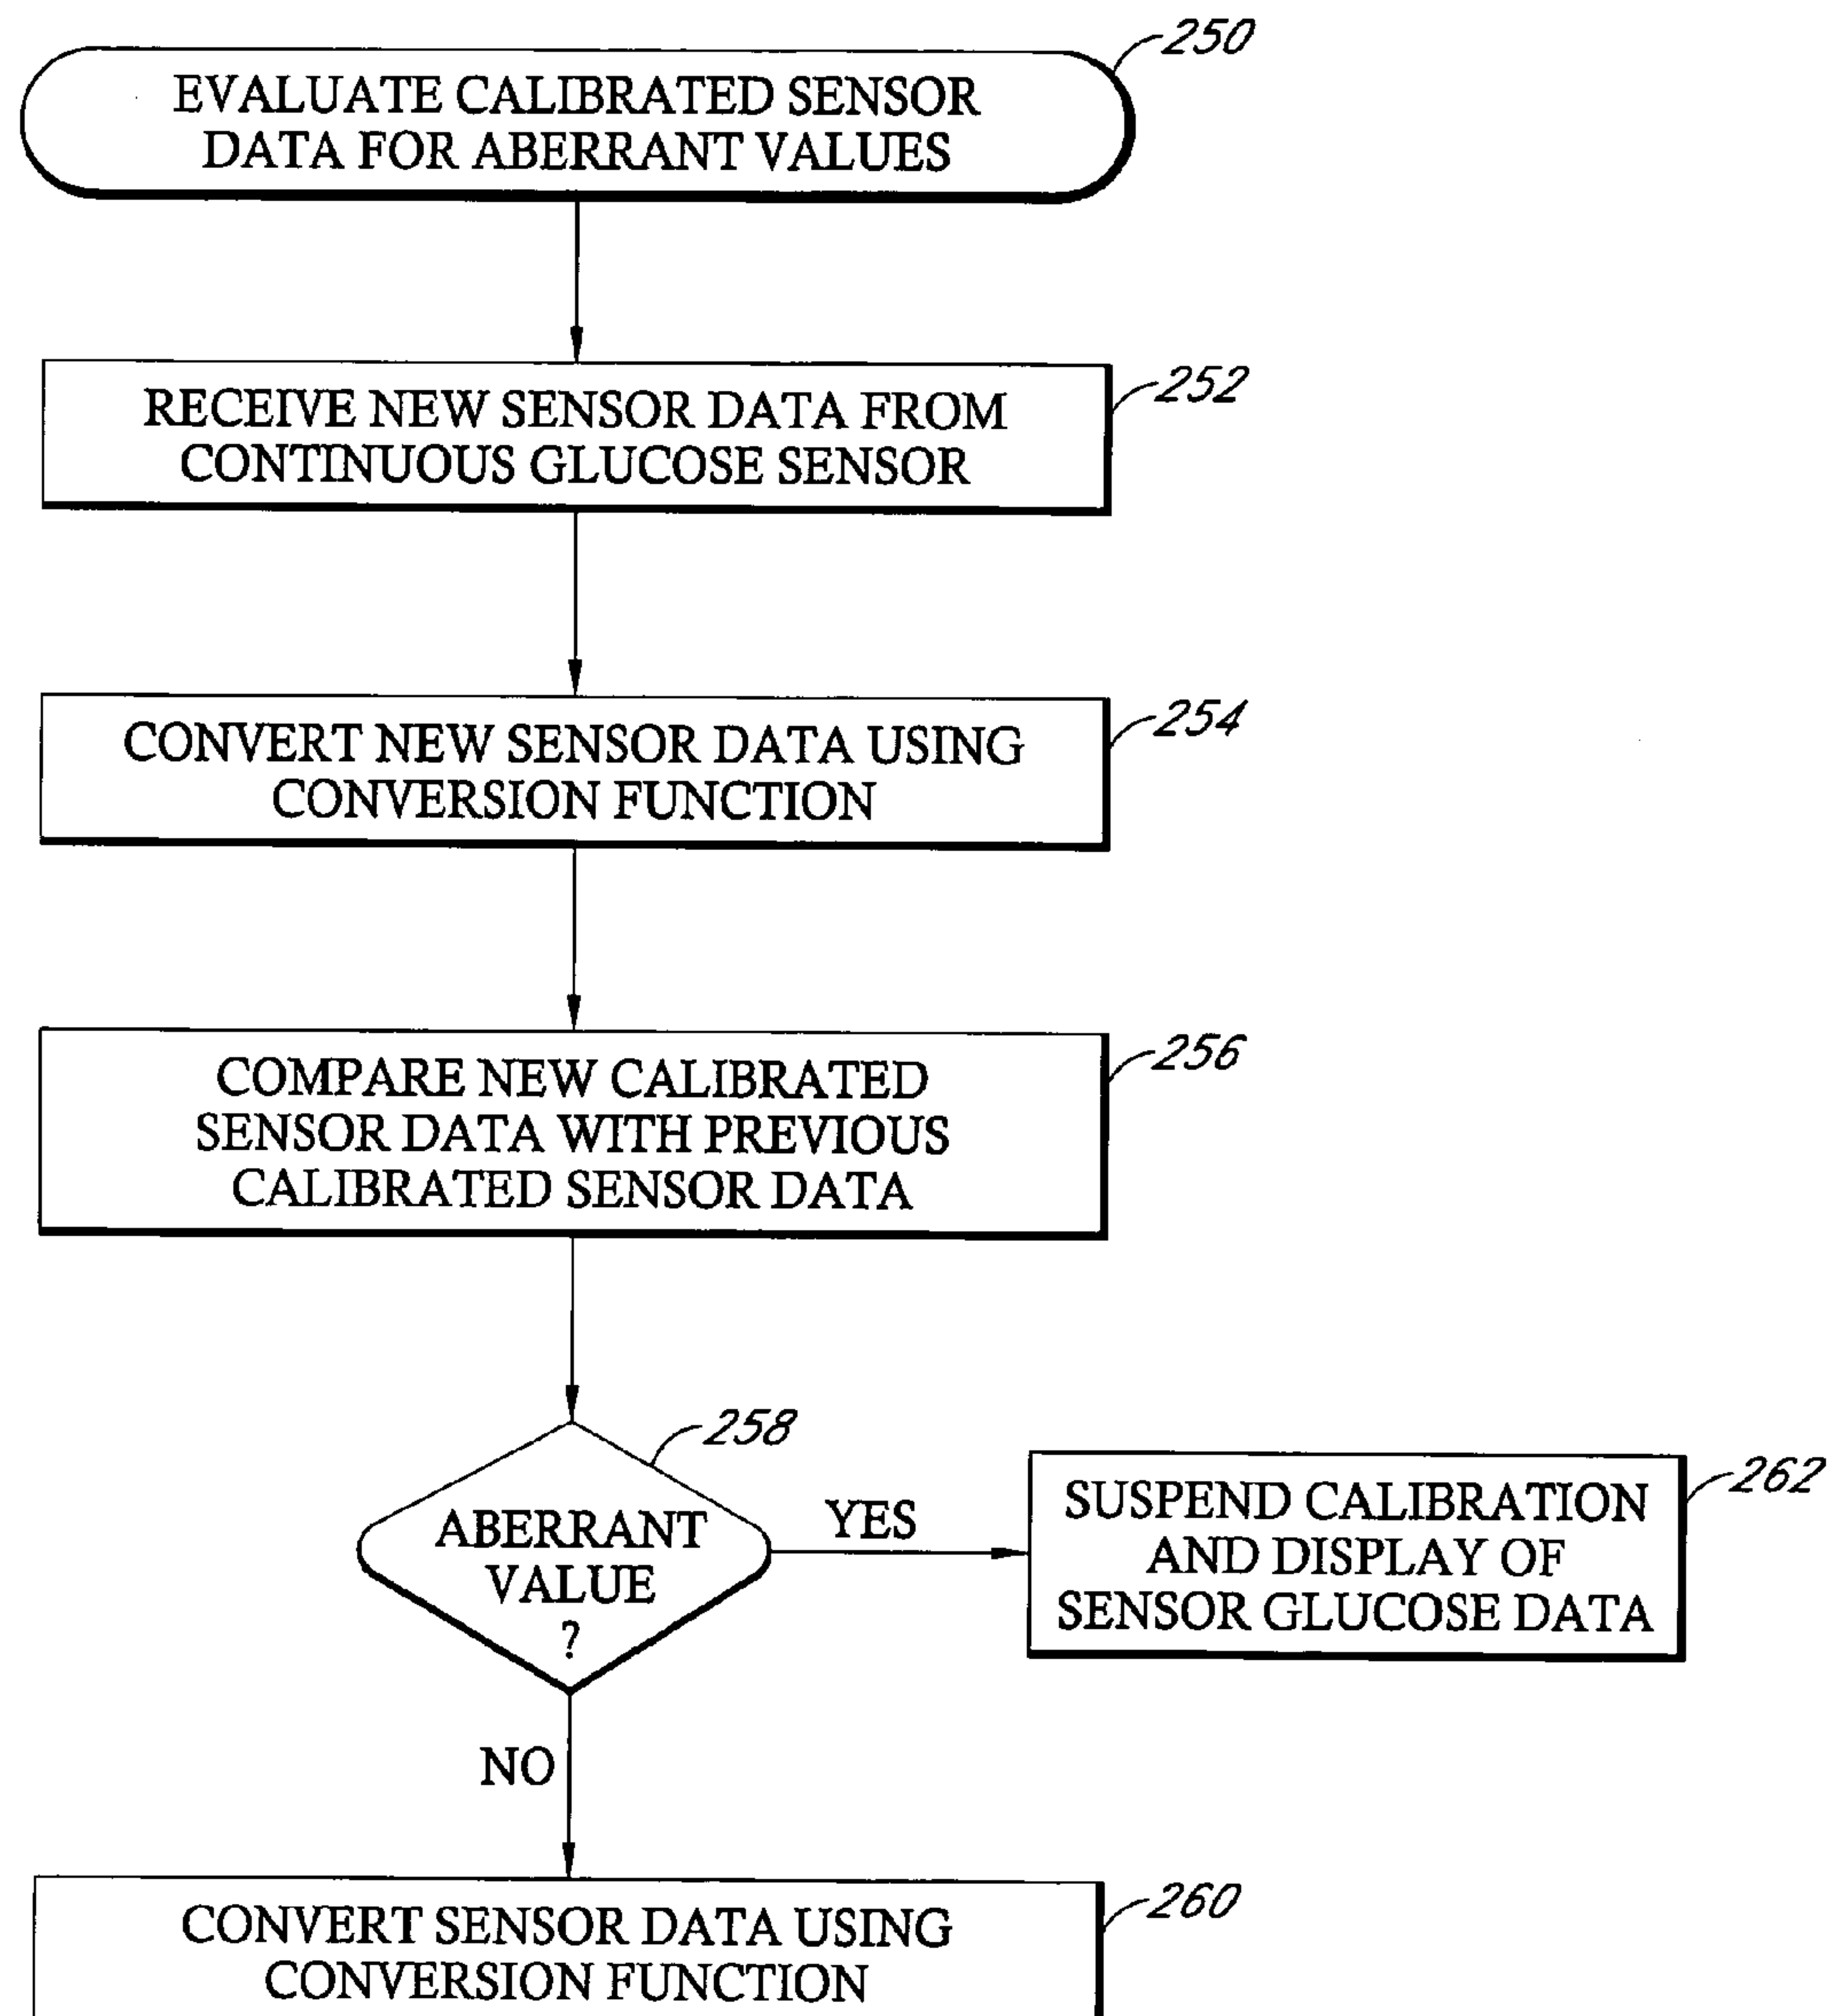 250
EVALUATE CALIBRATED SENSOR
DATA FOR ABERRANT VALUES
252
RECEIVE NEW SENSOR DATA FROM
CONTINUOUS GLUCOSE SENSOR
254
CONVERT NEW SENSOR DATA USING
CONVERSION FUNCTION
256
COMPARE NEW CALIBRATED
SENSOR DATA WITH PREVIOUS
CALIBRATED SENSOR DATA
258
ABERRANT
VALUE
?
YES
262
SUSPEND CALIBRATION
AND DISPLAY OF
SENSOR GLUCOSE DATA
NO
260
CONVERT SENSOR DATA USING
CONVERSION FUNCTION